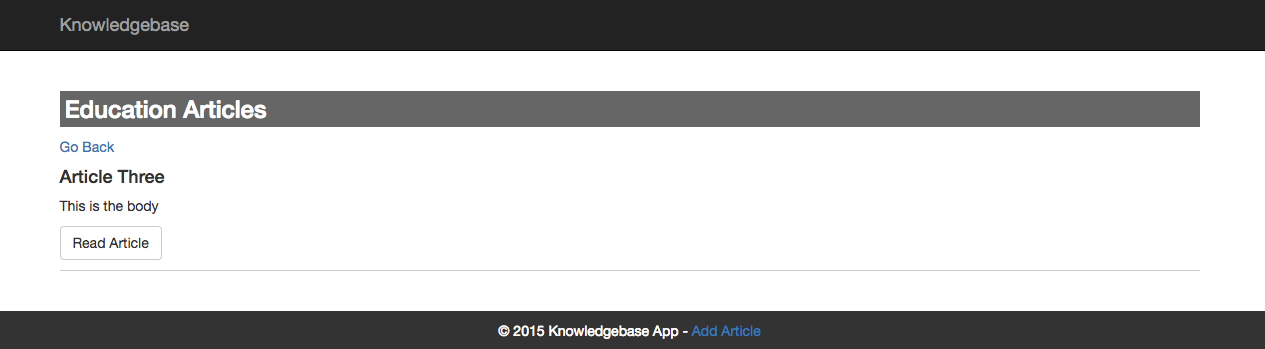 Knowledgebase
Education Articles
Go Back
Article Three
This is the body
Read Article
© 2015 Knowledgebase App - Add Article